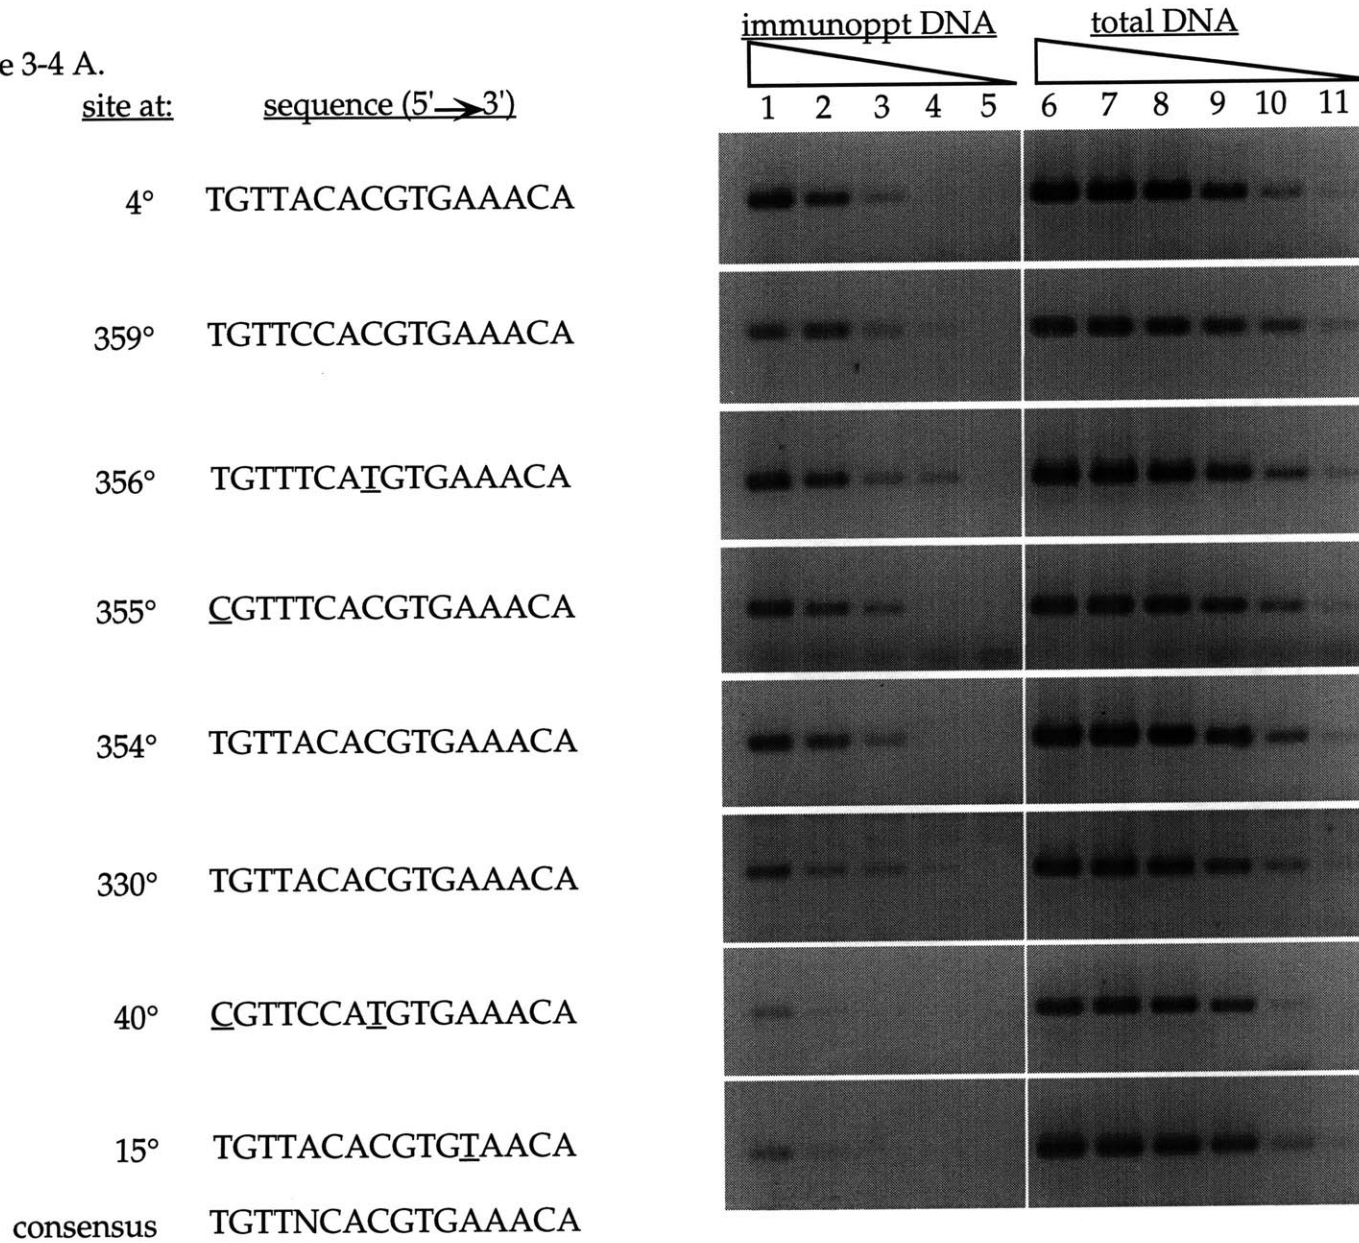 immunoppt DNA total DNA
e 3-4 A.
site at: sequence (5'→3') 1 2 3 4 5 6 7 8 9 10 11
4° TGTTACACGTGAAACA
359° TGTTCCACGTGAAACA
356° TGTTTCATGTGAAACA
355° CGTTTCACGTGAAACA
354° TGTTACACGTGAAACA
330° TGTTACACGTGAAACA
40° CGTTCCATGTGAAACA
15° TGTTACACGTGTAACA
consensus TGTTNCACGTGAAACA